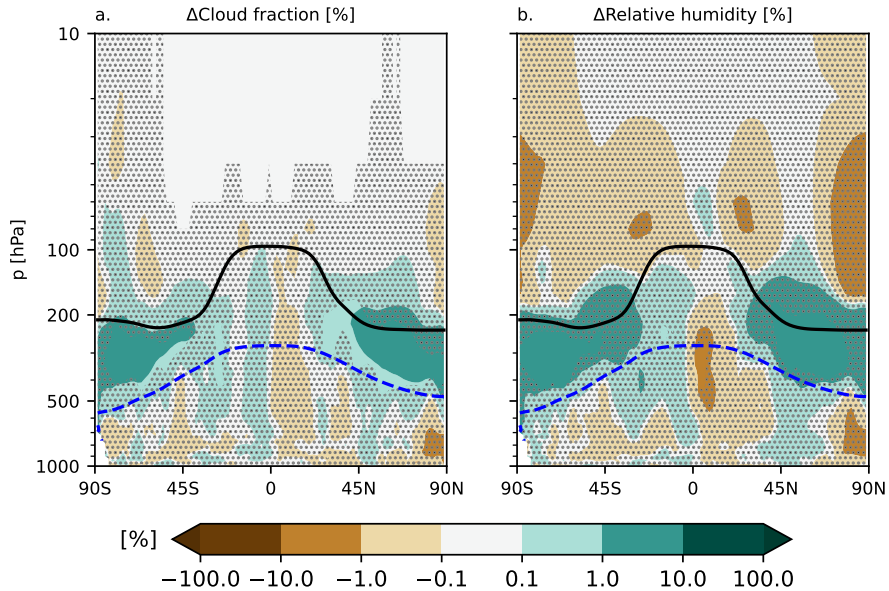 a. ΔCloud fraction [%]
b. ΔRelative humidity [%]
p [hPa]
10
100
200
500
1000
90S 45S 0 45N 90N
90S 45S 0 45N 90N
[%]
−100.0 −10.0 −1.0 −0.1 0.1 1.0 10.0 100.0